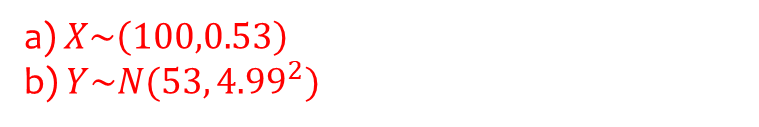 a) X~(100,0.53)
b) Y~N(53, 4.99²)